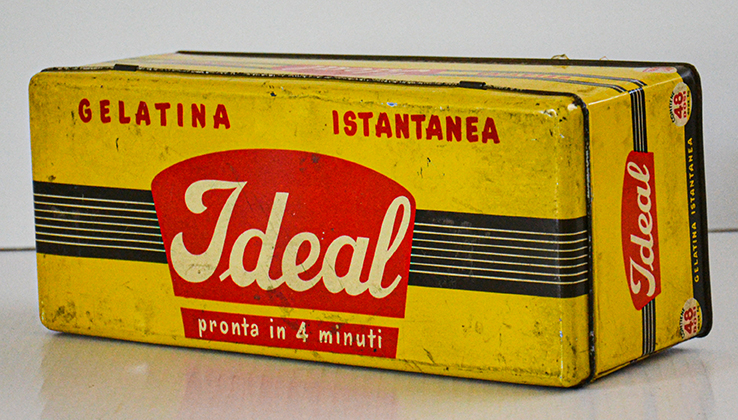 GELATINA ISTANTANEA
Ideal
pronta in 4 minuti
48
Ideal
GELATINA ISTANTANEA
48